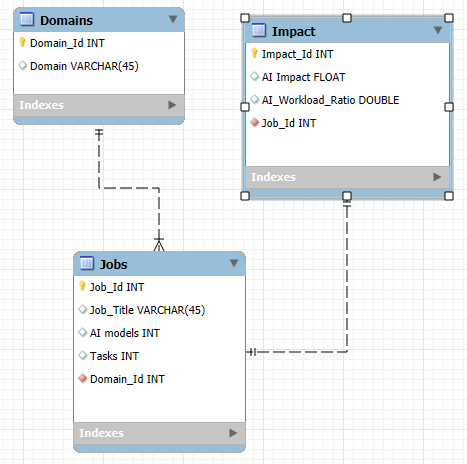 Domains
Domain_Id INT
Domain VARCHAR(45)
Indexes
Impact
Impact_Id INT
AI Impact FLOAT
AI_Workload_Ratio DOUBLE
Job_Id INT
Indexes
Jobs
Job_Id INT
Job_Title VARCHAR(45)
AI models INT
Tasks INT
Domain_Id INT
Indexes